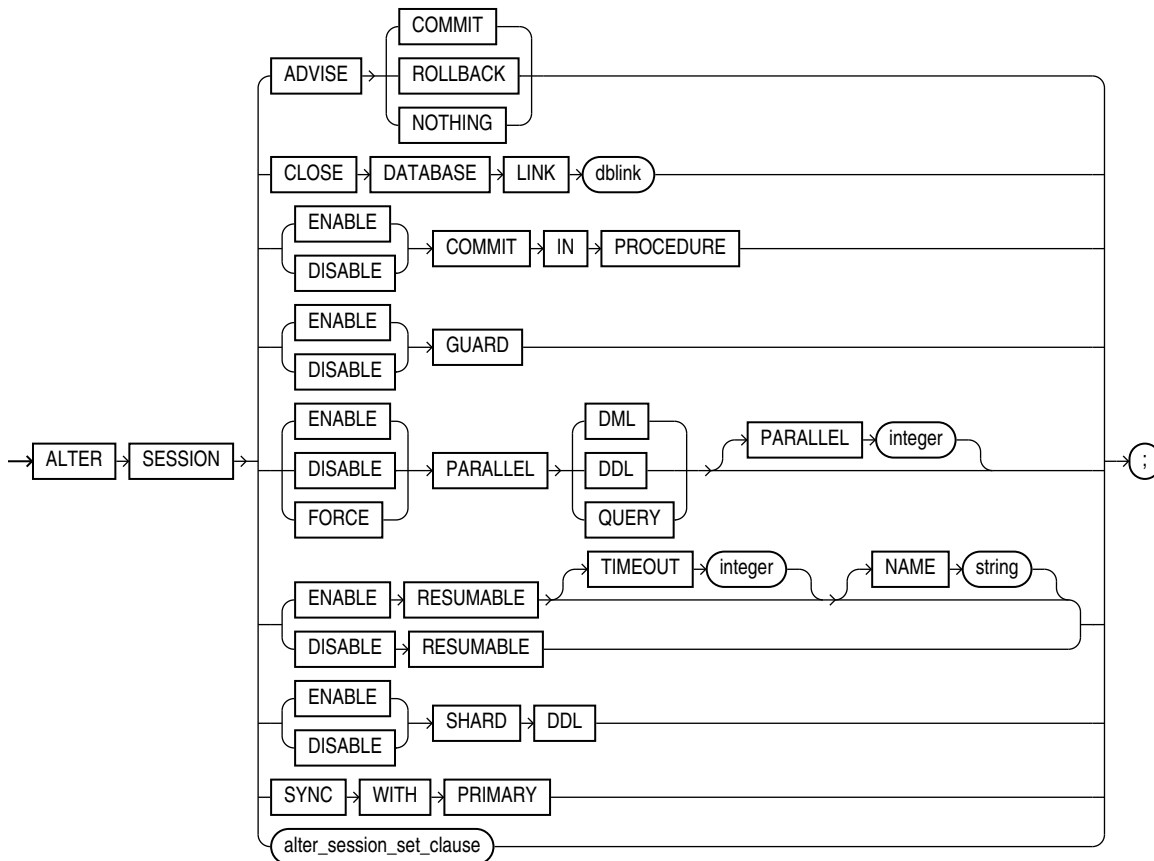 COMMIT
ADVISE ROLLBACK
NOTHING
CLOSE DATABASE LINK dblink
ENABLE
COMMIT IN PROCEDURE
DISABLE
ENABLE
GUARD
DISABLE
ENABLE DML
PARALLEL integer
ALTER SESSION DISABLE PARALLEL DDL ;
FORCE QUERY
TIMEOUT integer NAME string
ENABLE RESUMABLE
DISABLE RESUMABLE
ENABLE
SHARD DDL
DISABLE
SYNC WITH PRIMARY
alter_session_set_clause